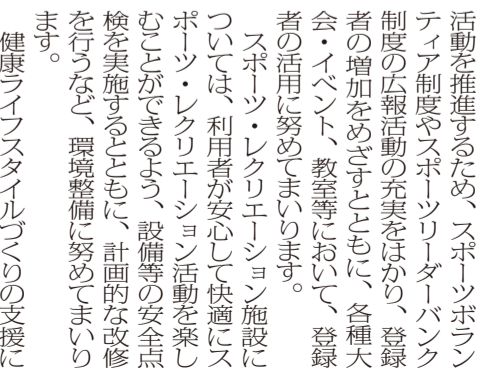 活動を推進するため、スポーツボラン
ティア制度やスポーツリーダーバンク
制度の広報活動の充実をはかり、登録
者の増加をめざすとともに、各種大
会・イベント、教室等において、登録
者の活用に努めてまいります。
　スポーツ・レクリエーション施設に
ついては、利用者が安心して快適にス
ポーツ・レクリエーション活動を楽し
むことができるよう、設備等の安全点
検を実施するとともに、計画的な改修
を行うなど、環境整備に努めてまいり
ます。
　健康ライフスタイルづくりの支援に